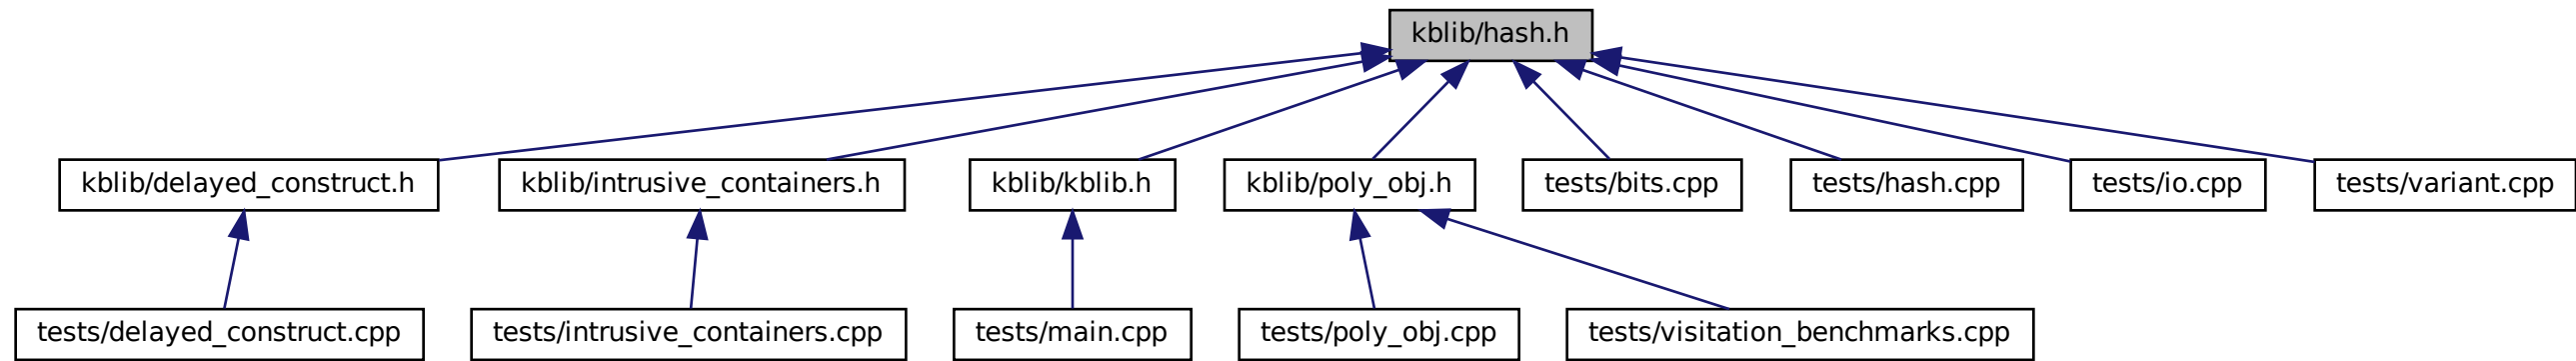 kblib/hash.h
kblib/delayed_construct.h
kblib/intrusive_containers.h
kblib/kblib.h
kblib/poly_obj.h
tests/bits.cpp
tests/hash.cpp
tests/io.cpp
tests/variant.cpp
tests/delayed_construct.cpp
tests/intrusive_containers.cpp
tests/main.cpp
tests/poly_obj.cpp
tests/visitation_benchmarks.cpp